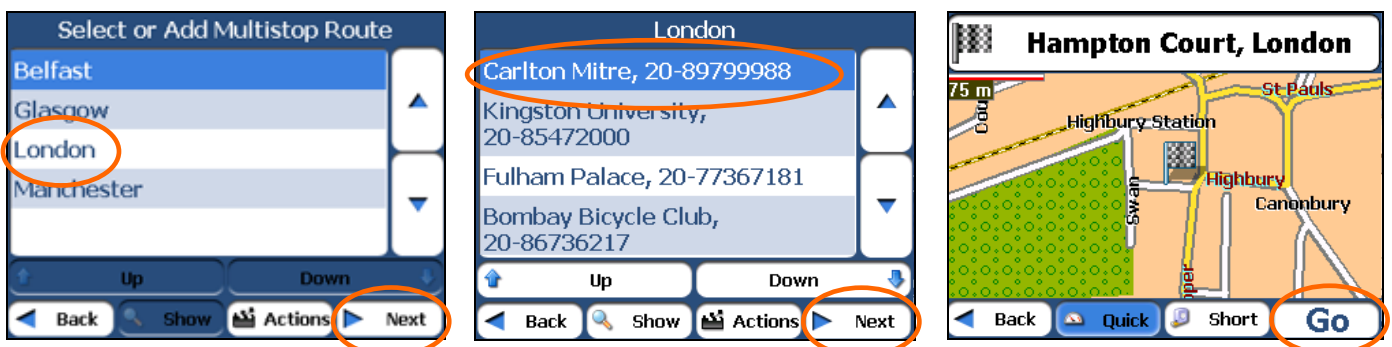 Select or Add Multistop Route
Belfast
Glasgow
London
Manchester
Up
Down
Back
Show
Actions
Next
London
Carlton Mitre, 20-89799988
Kingston University,
20-85472000
Fulham Palace, 20-77367181
Bombay Bicycle Club,
20-86736217
Up
Down
Back
Show
Actions
Next
Hampton Court, London
75 m
St Pauls
Cou
Highbury Station
Highbury
Swan
Canonbury
pper
Back
Quick
Short
Go